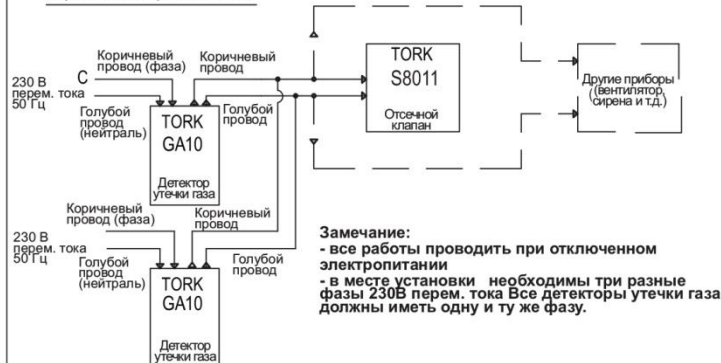 Коричневый
провод (фаза)
Коричневый
провод
230 В
перем. тока
50 Гц
С
Голубой
провод
(нейтраль)
TORK
GA10
Детектор
утечки газа
Голубой
провод
TORK
S8011
Отсечной
клапан
Другие приборы
(вентилятор,
сирена и т.д.)
Коричневый
провод (фаза)
Коричневый
провод
230 В
перем. тока
50 Гц
Голубой
провод
(нейтраль)
TORK
GA10
Детектор
утечки газа
Голубой
провод
Замечание:
- все работы проводить при отключенном
электропитании
- в месте установки необходимы три разные
фазы 230В перем. тока Все детекторы утечки газа
должны иметь одну и ту же фазу.